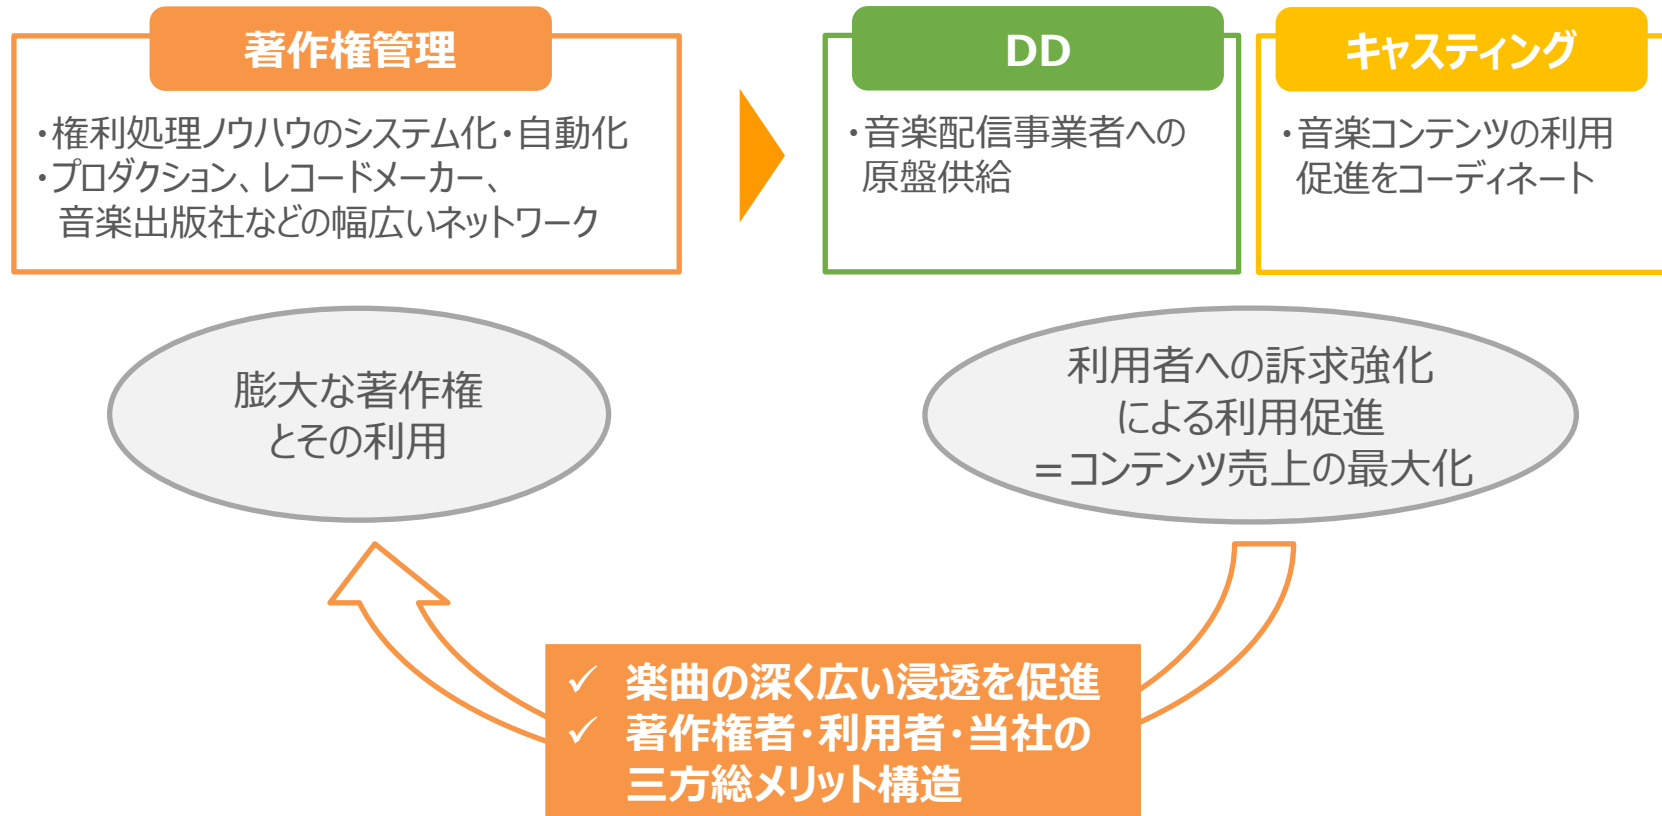 著作権管理
・権利処理ノウハウのシステム化・自動化
・プロダクション、レコードメーカー、
音楽出版社などの幅広いネットワーク
DD
・音楽配信事業者への
原盤供給
キャスティング
・音楽コンテンツの利用
促進をコーディネート
膨大な著作権
とその利用
利用者への訴求強化
による利用促進
＝コンテンツ売上の最大化
✓ 楽曲の深く広い浸透を促進
✓ 著作権者・利用者・当社の
三方総メリット構造